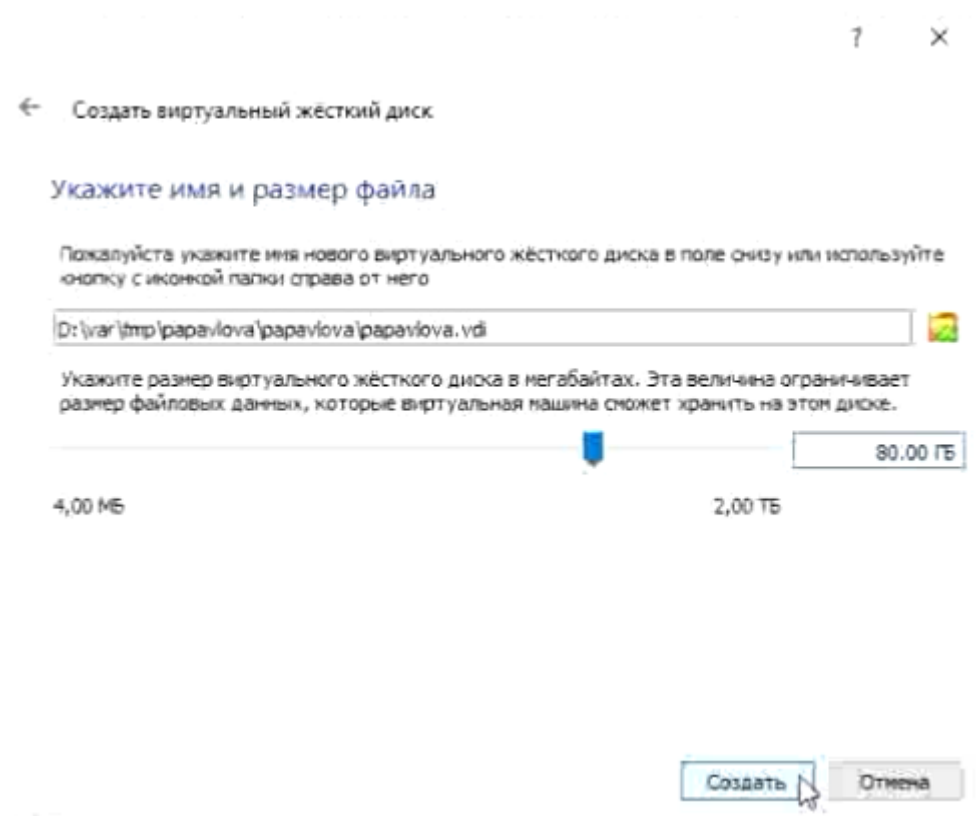 ?
Создать виртуальный жёсткий диск
Укажите имя и размер файла
Пожалуйста укажите имя нового виртуального жёсткого диска в поле снизу или используйте
кнопку с иконкой папки справа от него
D:\var\tmp\papavlova\papavlova\papavlova.vdi
Укажите размер виртуального жёсткого диска в мегабайтах. Эта величина ограничивает
размер файловых данных, которые виртуальная машина сможет хранить на этом диске.
80.00 ГБ
4,00 МБ 2,00 ТБ
Создать Отмена